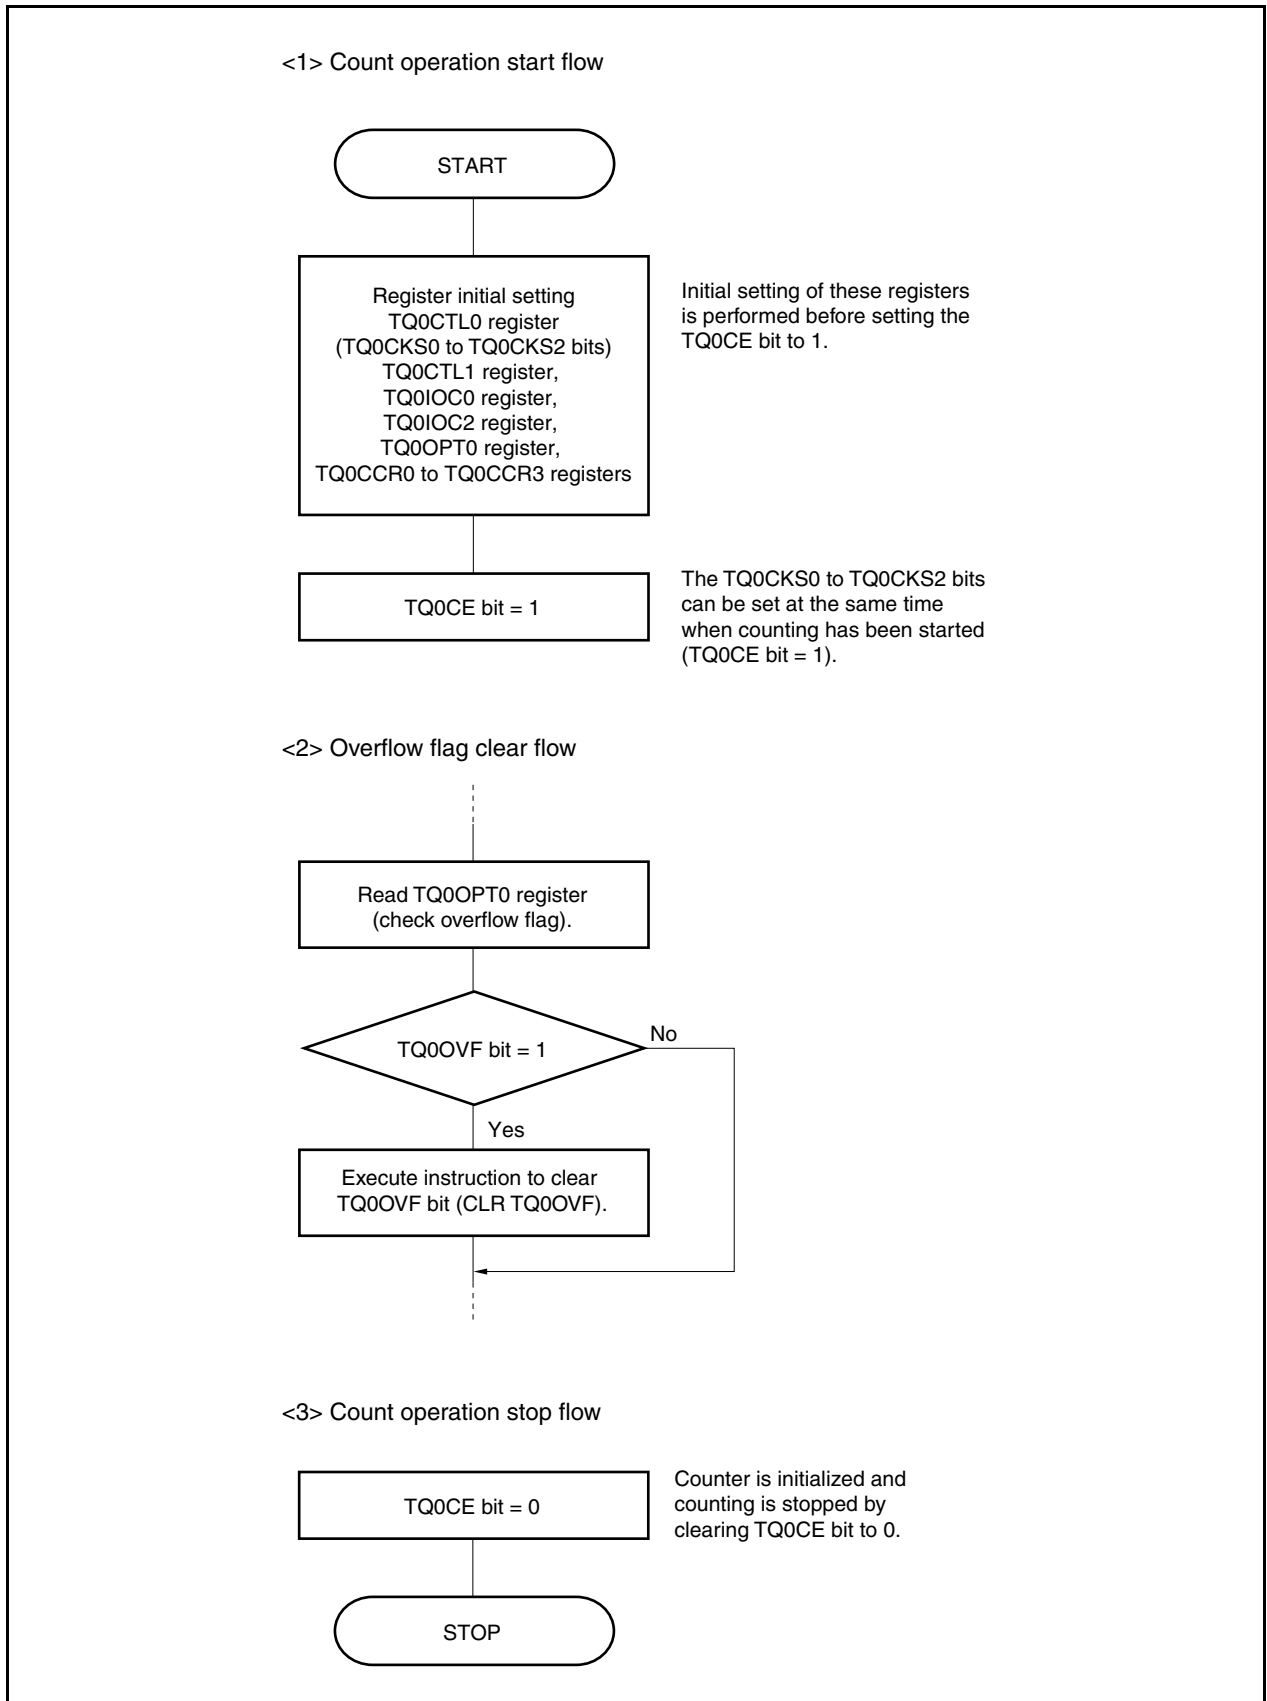 <1> Count operation start flow
START
Register initial setting
TQ0CTL0 register
(TQ0CKS0 to TQ0CKS2 bits)
TQ0CTL1 register,
TQ0IOC0 register,
TQ0IOC2 register,
TQ0OPT0 register,
TQ0CCR0 to TQ0CCR3 registers
Initial setting of these registers
is performed before setting the
TQ0CE bit to 1.
TQ0CE bit = 1
The TQ0CKS0 to TQ0CKS2 bits
can be set at the same time
when counting has been started
(TQ0CE bit = 1).
<2> Overflow flag clear flow
Read TQ0OPT0 register
(check overflow flag).
TQ0OVF bit = 1
No
Yes
Execute instruction to clear
TQ0OVF bit (CLR TQ0OVF).
<3> Count operation stop flow
TQ0CE bit = 0
Counter is initialized and
counting is stopped by
clearing TQ0CE bit to 0.
STOP